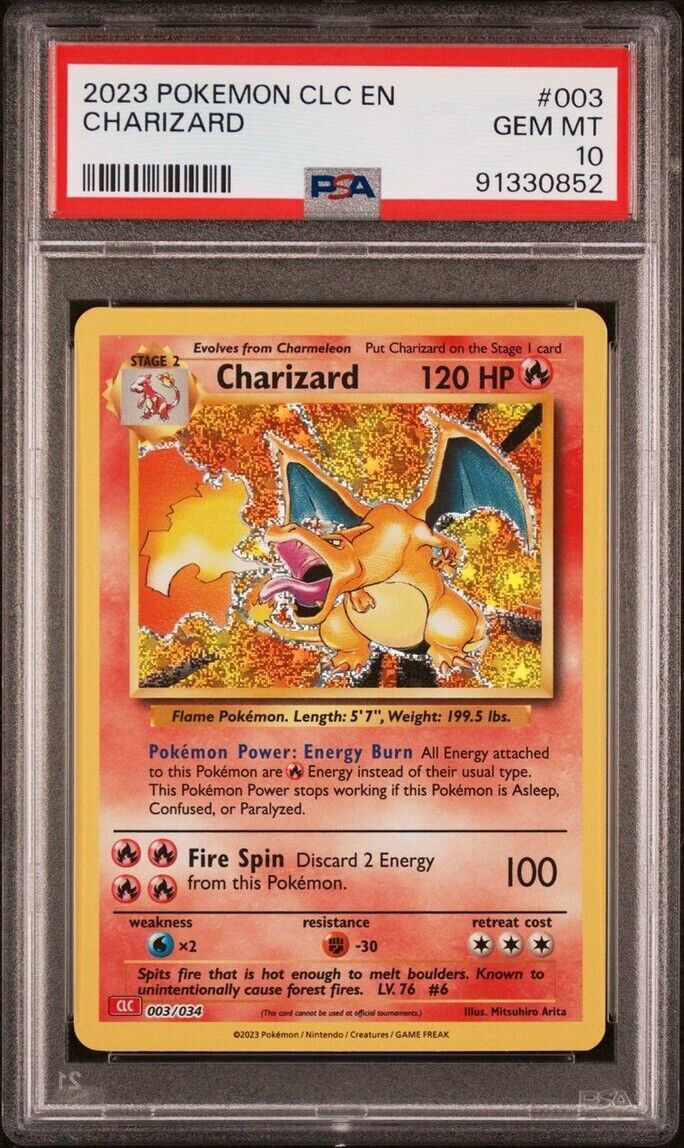 2023 POKEMON CLC EN #003
CHARIZARD GEM MT
10
PSA 91330852
Evolves from Charmeleon Put Charizard on the Stage 1 card
STAGE 2
Charizard 120 HP
Flame Pokémon. Length: 5'7", Weight: 199.5 lbs.
Pokémon Power: Energy Burn All Energy attached
to this Pokémon are Energy instead of their usual type.
This Pokémon Power stops working if this Pokémon is Asleep,
Confused, or Paralyzed.
Fire Spin Discard 2 Energy
from this Pokémon. 100
weakness resistance retreat cost
×2 -30
Spits fire that is hot enough to melt boulders. Known to
unintentionally cause forest fires. LV. 76 #6
CLC 003/034 (This card cannot be used at official tournaments.) Illus. Mitsuhiro Arita
©2023 Pokémon / Nintendo / Creatures / GAME FREAK
21 PSA